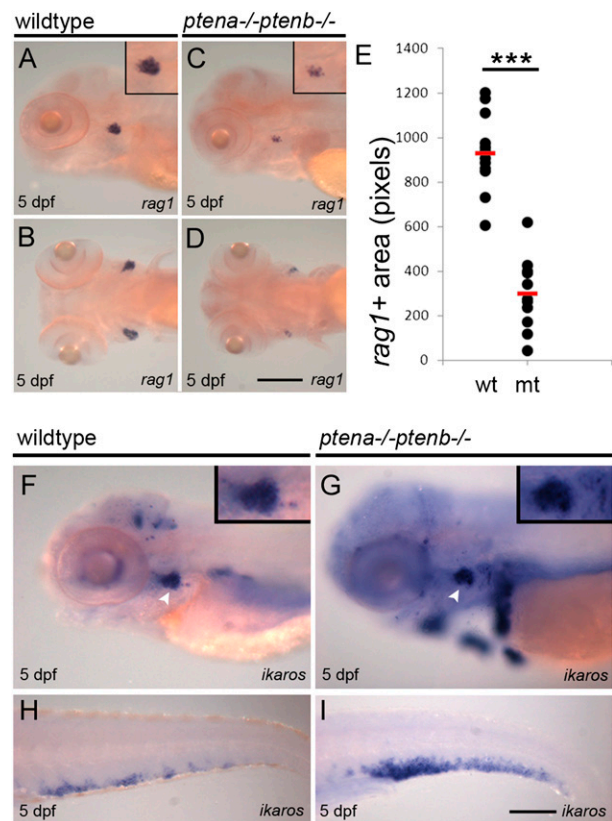 wildtype
ptena-/-ptenb-/-
A
5 dpf
rag1
C
5 dpf
rag1
B
5 dpf
rag1
D
5 dpf
rag1
E
***
rag1+ area (pixels)
1400
1200
1000
800
600
400
200
0
wt mt
wildtype
ptena-/-ptenb-/-
F
5 dpf
ikaros
G
5 dpf
ikaros
H
5 dpf
ikaros
I
5 dpf
ikaros